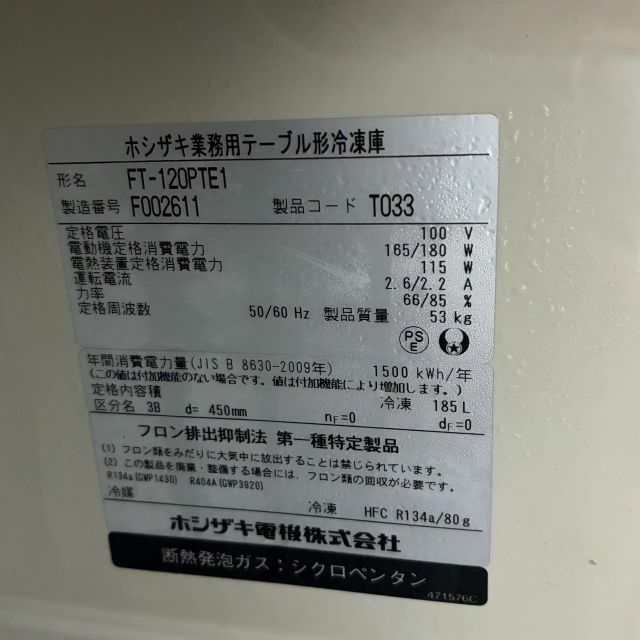 ホシザキ業務用テーブル形冷凍庫
形名 FT-120PTE1
製造番号 F002611 製品コード T033
定格電圧 100 V
電動機定格消費電力 165/180 W
電熱装置定格消費電力 115 W
運転電流 2.6/2.2 A
力率 66/85 %
定格周波数 50/60 Hz 製品質量 53 kg
PS
E
年間消費電力量(JIS B 8630-2009年) 1500 kWh/年
(この値は付加機能のない場合です。値は付加機能により増加します。)
定格内容積 冷凍 185 L
区分名 3B d= 450mm nF=0 dF=0
フロン排出抑制法 第一種特定製品
(1) フロン類をみだりに大気中に放出することは禁じられています。
(2) この製品を廃棄・整備する場合には、フロン類の回収が必要です。
R134a(GWP1430) R404A(GWP3920)
冷媒 冷凍 HFC R134a/80g
ホシザキ電機株式会社
断熱発泡ガス:シクロペンタン
471576C